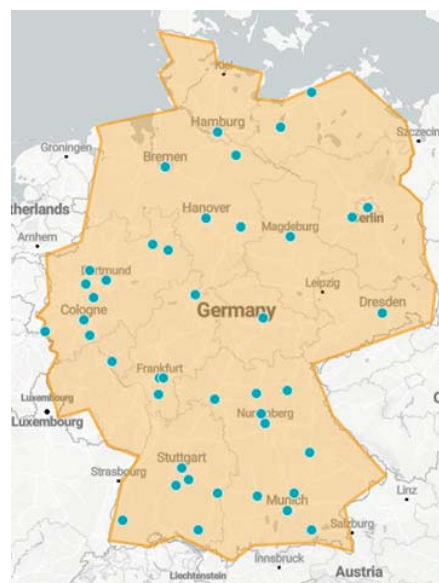 Kiel
Hamburg
Szczecin
Groningen
Bremen
therlands
Hanover
Berlin
Arnhem
Magdeburg
Dortmund
Leipzig
Cologne
Germany
Dresden
Frankfurt
Luxembourg
Luxembourg
Nuremberg
Stuttgart
Strasbourg
Linz
Munich
Salzburg
Innsbruck
Austria
Liechtenstein